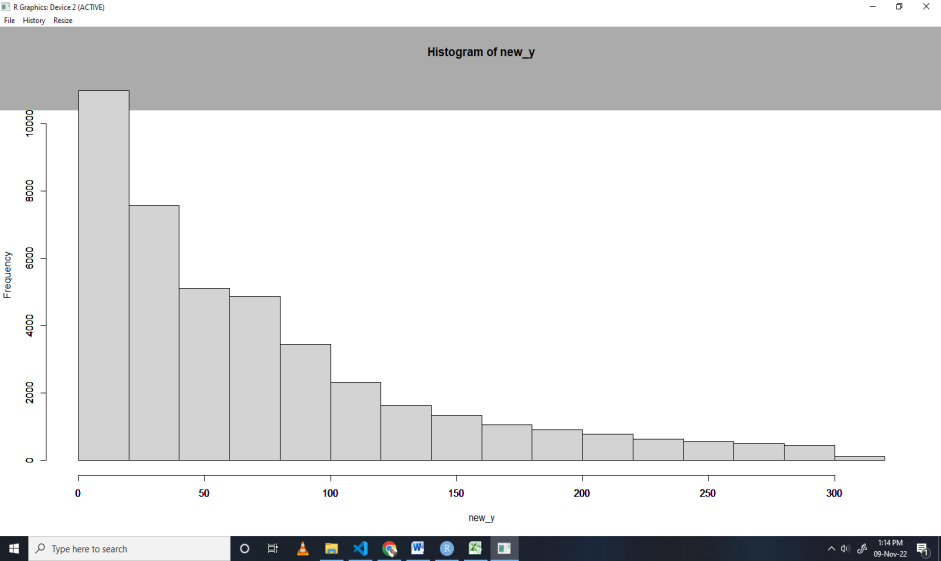 R Graphics: Device 2 (ACTIVE)
File History Resize
Histogram of new_y
Frequency
10000
8000
6000
4000
2000
0
0 50 100 150 200 250 300
new_y
Type here to search
W R
1:14 PM
09-Nov-22
1